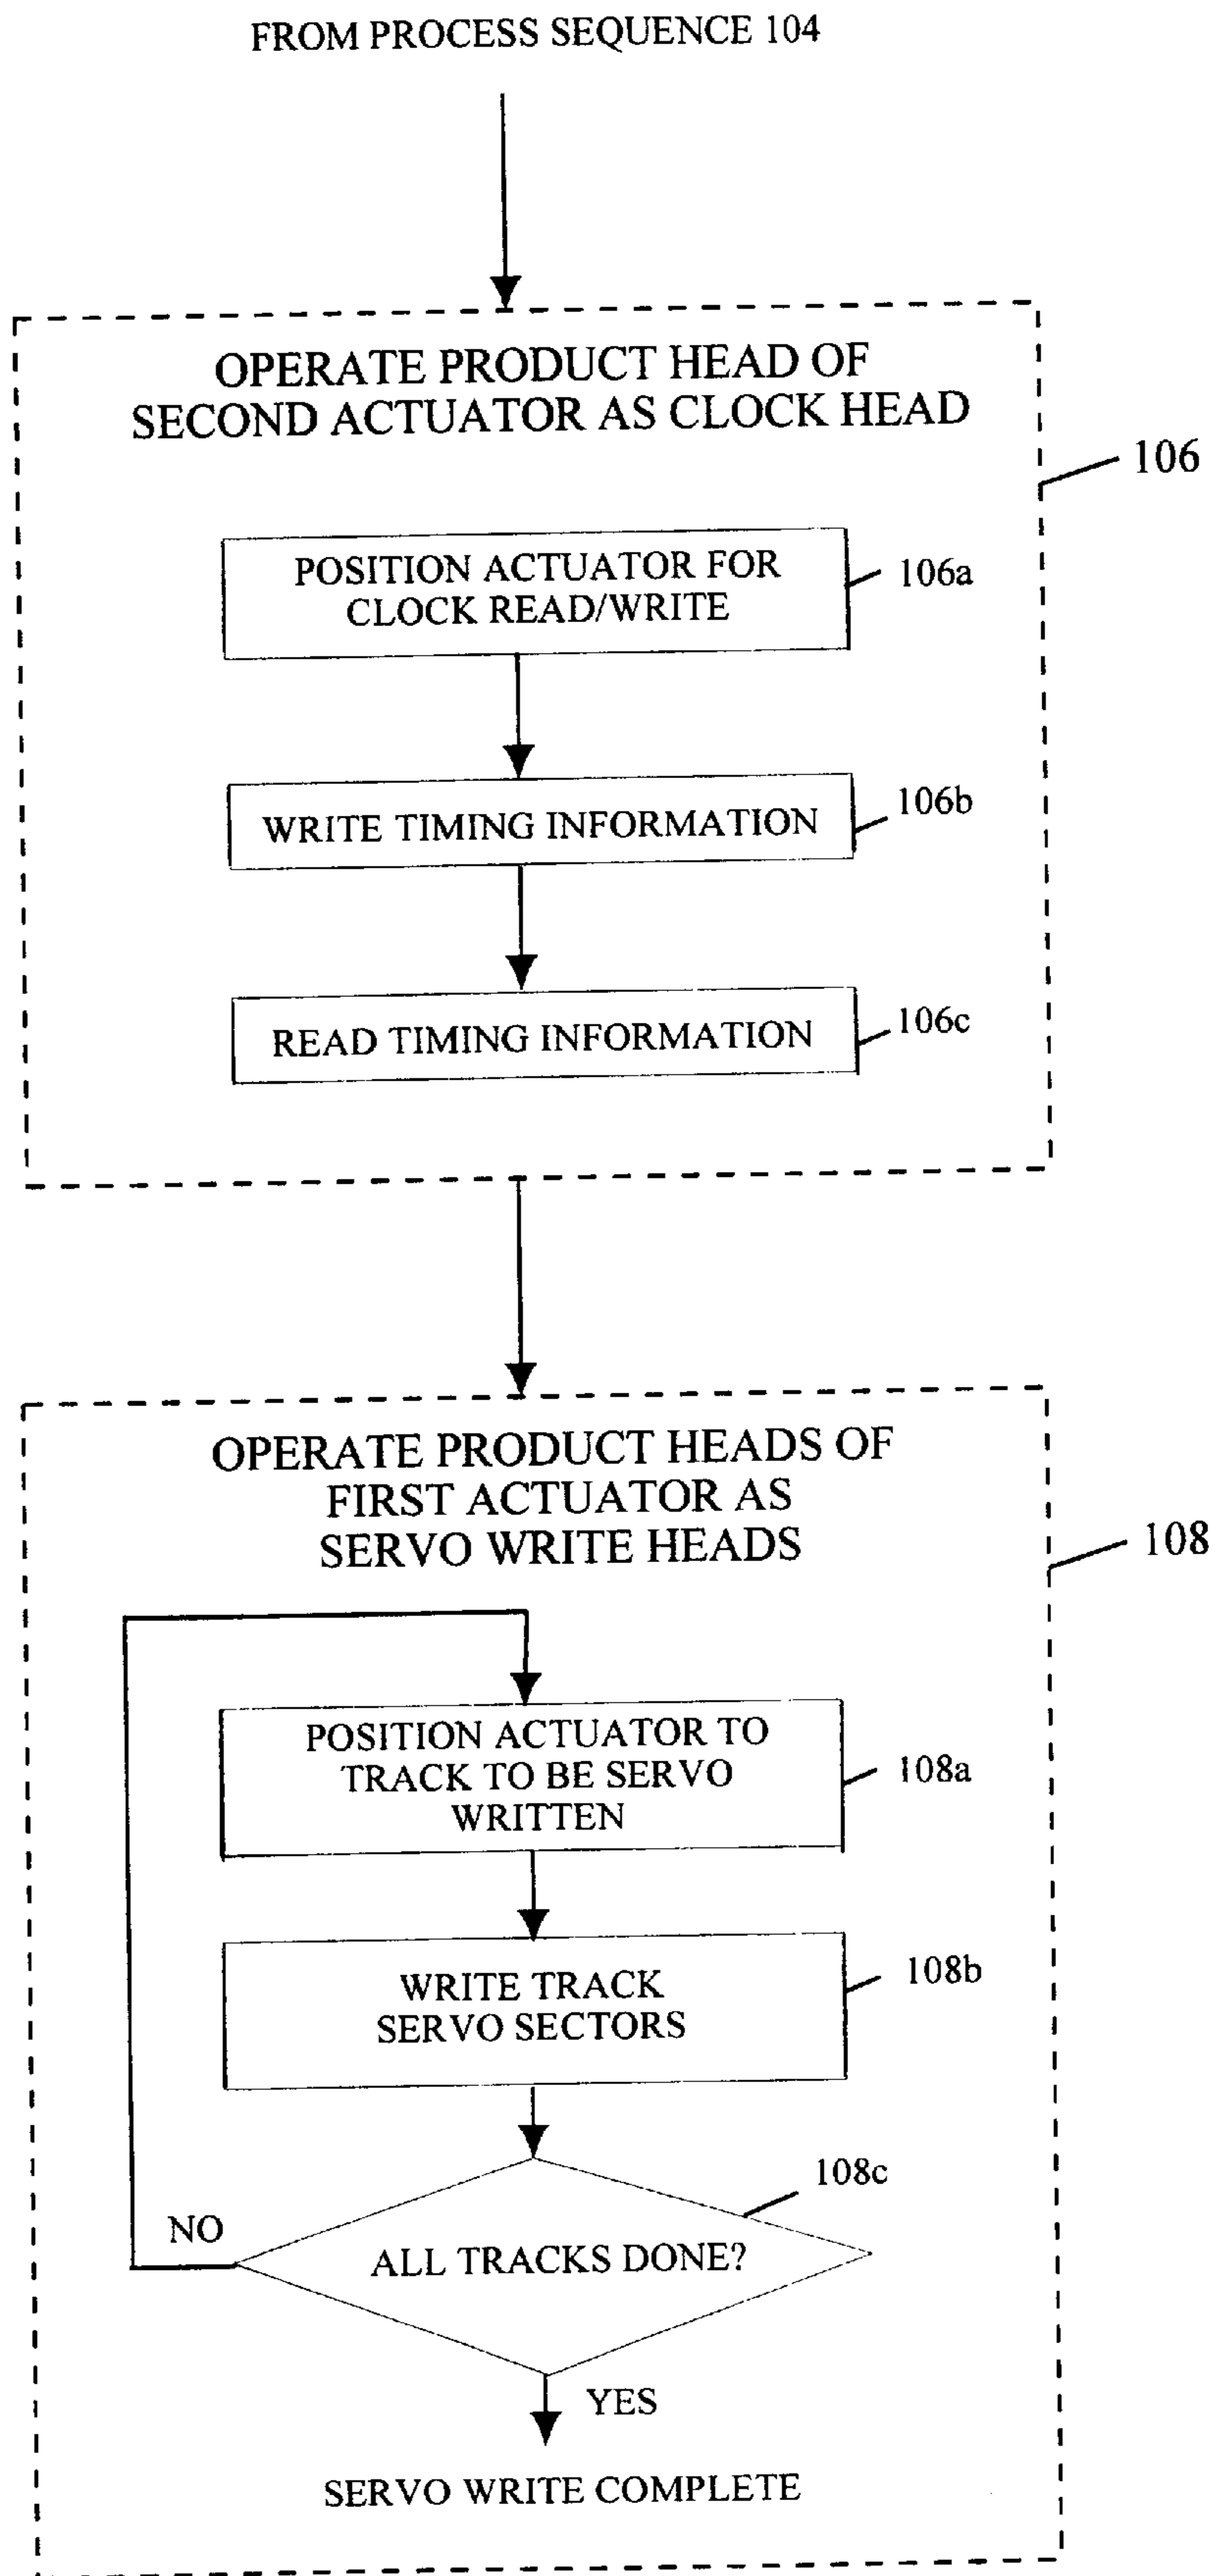 FROM PROCESS SEQUENCE 104
OPERATE PRODUCT HEAD OF
SECOND ACTUATOR AS CLOCK HEAD
106
POSITION ACTUATOR FOR
CLOCK READ/WRITE
106a
WRITE TIMING INFORMATION
106b
READ TIMING INFORMATION
106c
OPERATE PRODUCT HEADS OF
FIRST ACTUATOR AS
SERVO WRITE HEADS
108
POSITION ACTUATOR TO
TRACK TO BE SERVO
WRITTEN
108a
WRITE TRACK
SERVO SECTORS
108b
108c
NO
ALL TRACKS DONE?
YES
SERVO WRITE COMPLETE